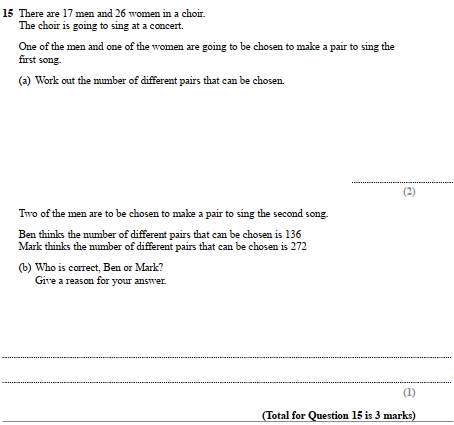 15 There are 17 men and 26 women in a choir.
The choir is going to sing at a concert.
One of the men and one of the women are going to be chosen to make a pair to sing the
first song.
(a) Work out the number of different pairs that can be chosen.
(2)
Two of the men are to be chosen to make a pair to sing the second song.
Ben thinks the number of different pairs that can be chosen is 136
Mark thinks the number of different pairs that can be chosen is 272
(b) Who is correct, Ben or Mark?
Give a reason for your answer.
(1)
(Total for Question 15 is 3 marks)